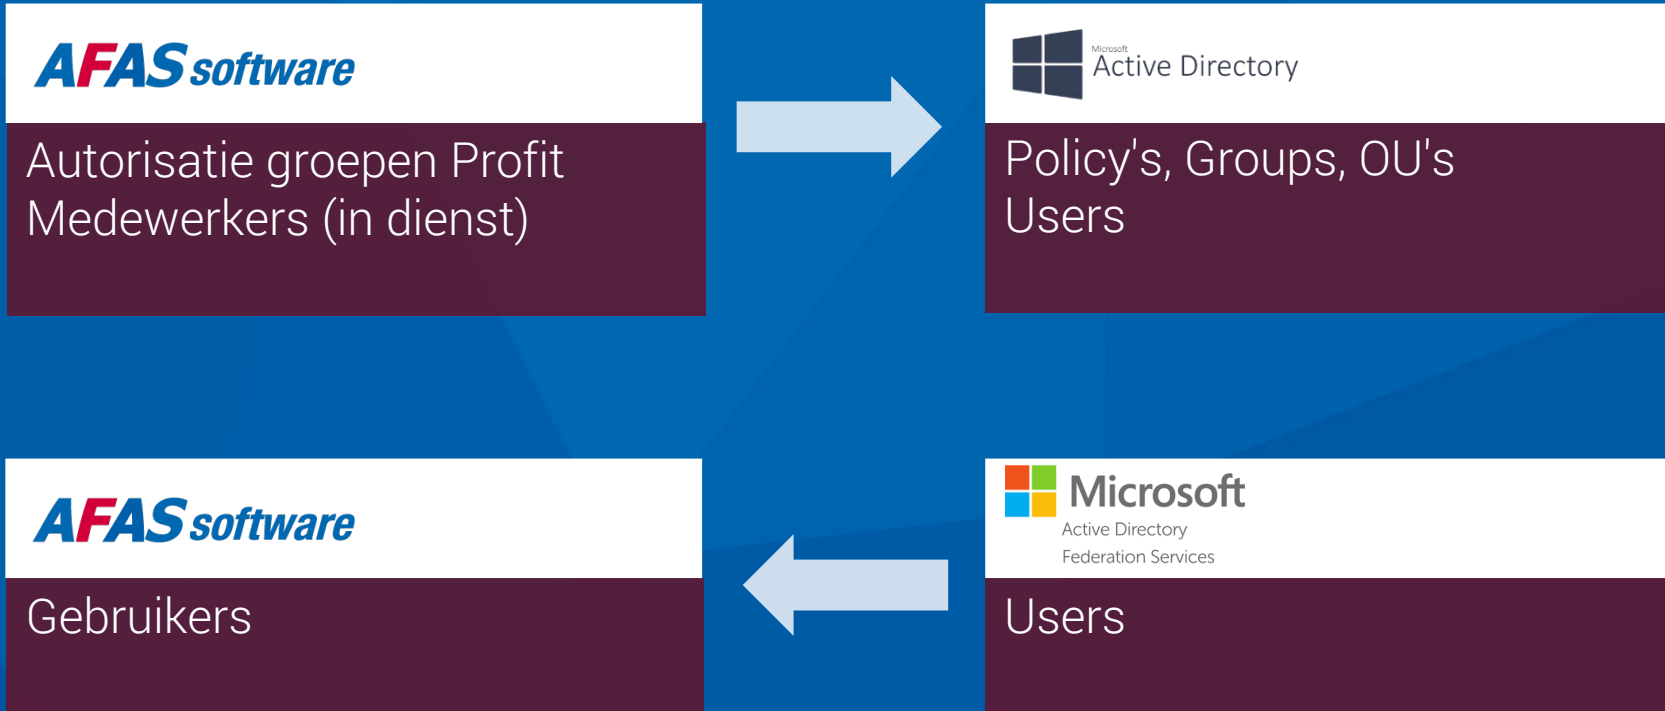 AFAS software
Autorisatie groepen Profit
Medewerkers (in dienst)
Microsoft
Active Directory
Policy's, Groups, OU's
Users
AFAS software
Gebruikers
Microsoft
Active Directory
Federation Services
Users